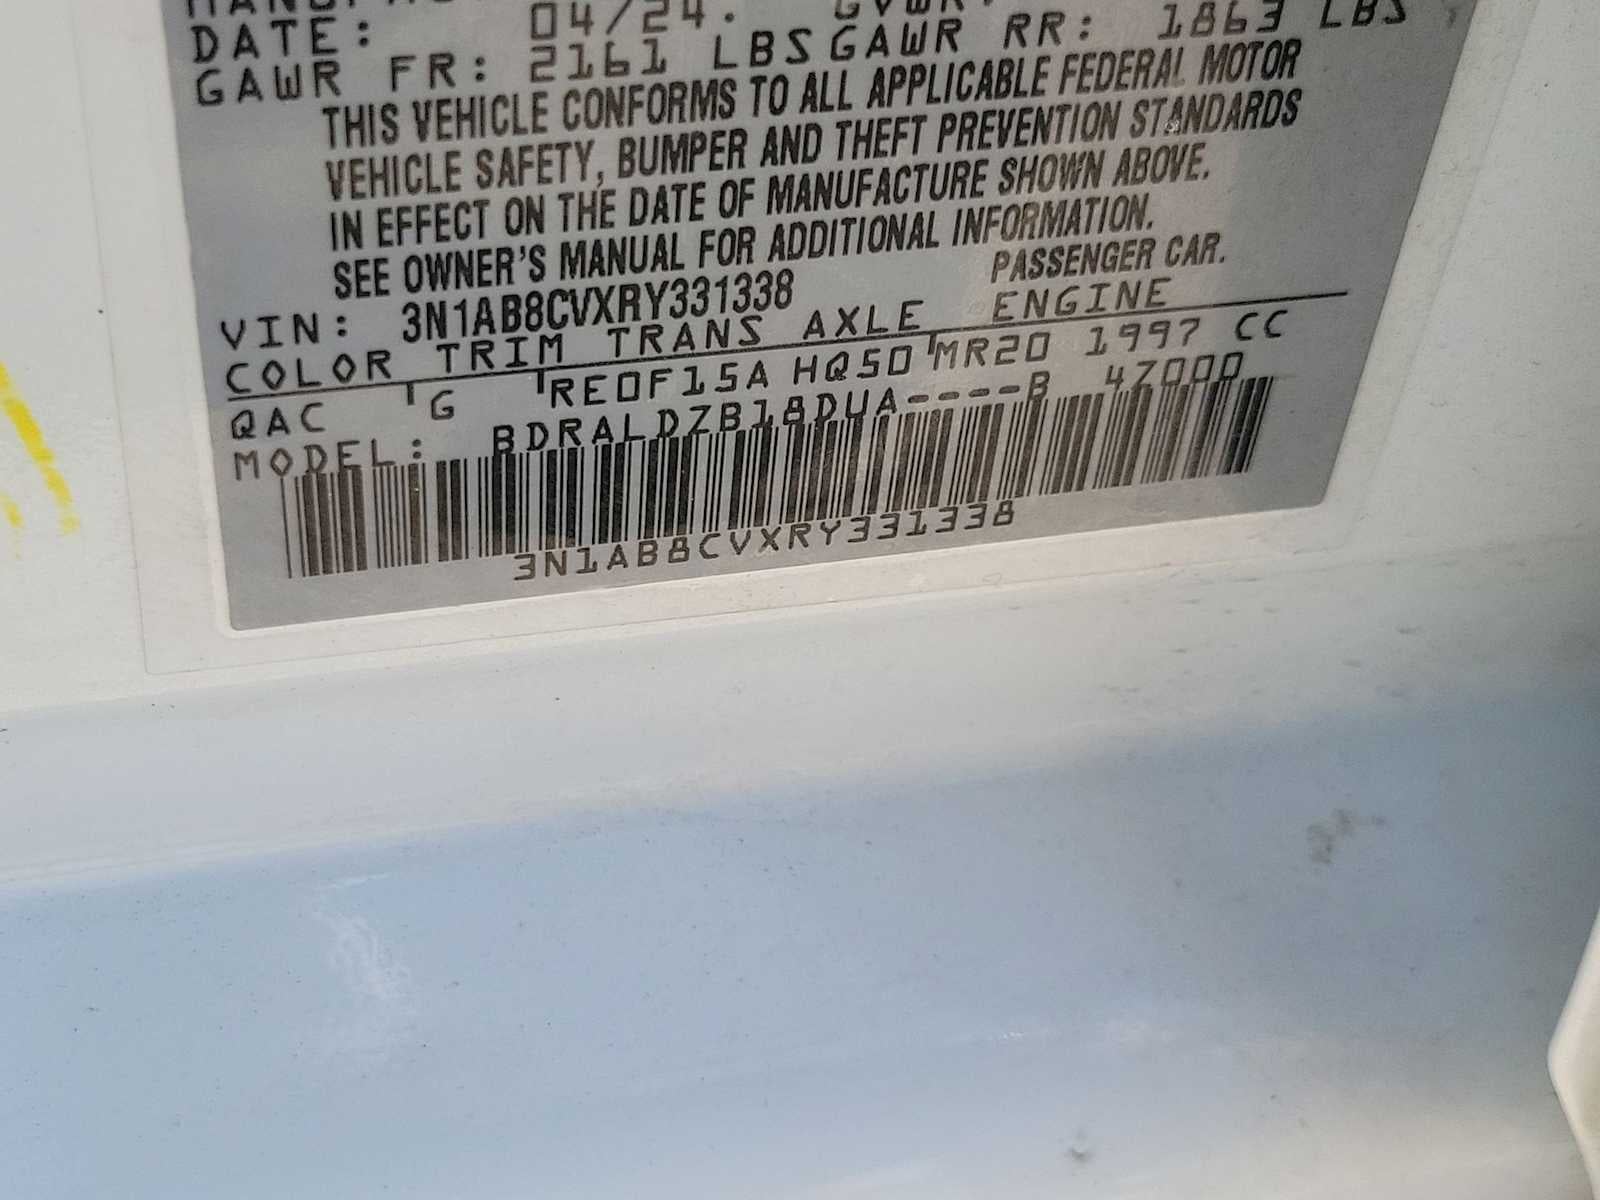 DATE: 04/24.
GAWR FR: 2161 LBS GAWR RR: 1863 LBS
THIS VEHICLE CONFORMS TO ALL APPLICABLE FEDERAL MOTOR
VEHICLE SAFETY, BUMPER AND THEFT PREVENTION STANDARDS
IN EFFECT ON THE DATE OF MANUFACTURE SHOWN ABOVE.
SEE OWNER'S MANUAL FOR ADDITIONAL INFORMATION.
VIN: 3N1AB8CVXRY331338 PASSENGER CAR.
COLOR TRIM TRANS AXLE ENGINE
QAC G RE0F15A HQ50 MR20 1997 CC
MODEL: BDRALDZB18DUA----B 4Z000
3N1AB8CVXRY331338